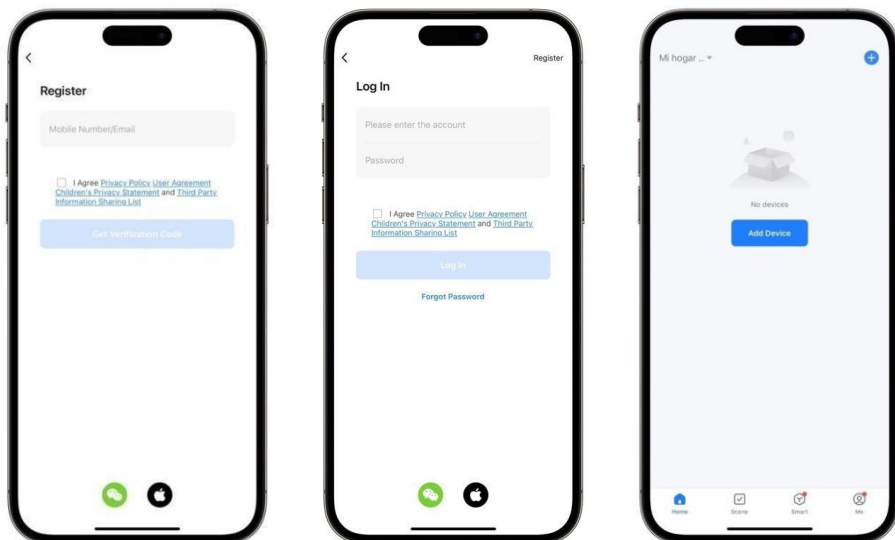 Register
Mobile Number/Email
I Agree Privacy Policy User Agreement
Children's Privacy Statement and Third Party
Information Sharing List
Get Verification Code
Register
Log In
Please enter the account
Password
I Agree Privacy Policy User Agreement
Children's Privacy Statement and Third Party
Information Sharing List
Log In
Forgot Password
Mi hogar ..
No devices
Add Device
Home
Scene
Smart
Me